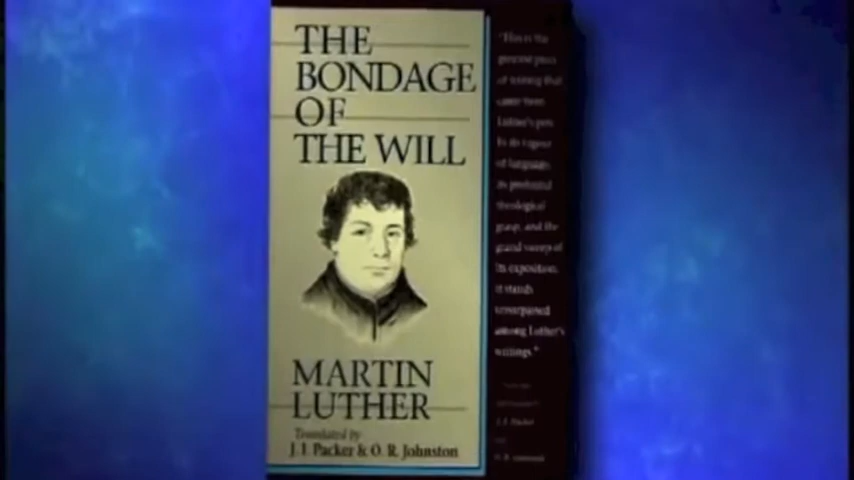 THE
BONDAGE
OF
THE WILL
MARTIN
LUTHER
Translated by
J. I. Packer & O. R. Johnston
"This is the
greatest piece
of writing that
came from
Luther's pen.
In its vigour
of language,
its profound
theological
grasp, and the
grand sweep of
its exposition,
it stands
unsurpassed
among Luther's
writings."
J. I. Packer